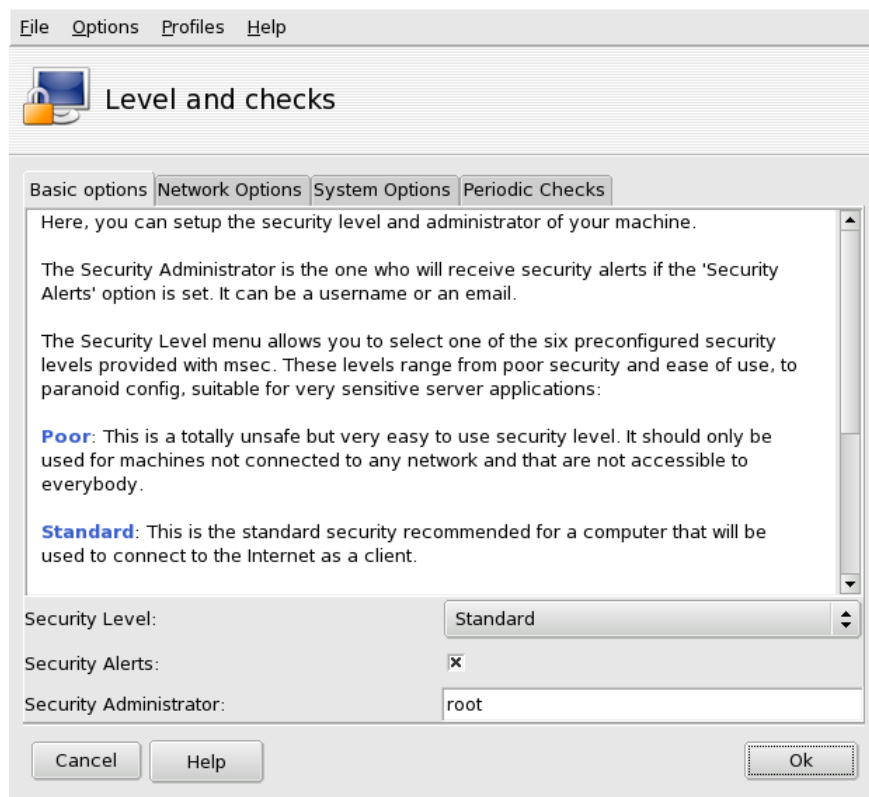 File Options Profiles Help
Level and checks
Basic options Network Options System Options Periodic Checks
Here, you can setup the security level and administrator of your machine.
The Security Administrator is the one who will receive security alerts if the 'Security
Alerts' option is set. It can be a username or an email.
The Security Level menu allows you to select one of the six preconfigured security
levels provided with msec. These levels range from poor security and ease of use, to
paranoid config, suitable for very sensitive server applications:
Poor: This is a totally unsafe but very easy to use security level. It should only be
used for machines not connected to any network and that are not accessible to
everybody.
Standard: This is the standard security recommended for a computer that will be
used to connect to the Internet as a client.
Security Level: Standard
Security Alerts:
Security Administrator: root
Cancel Help Ok